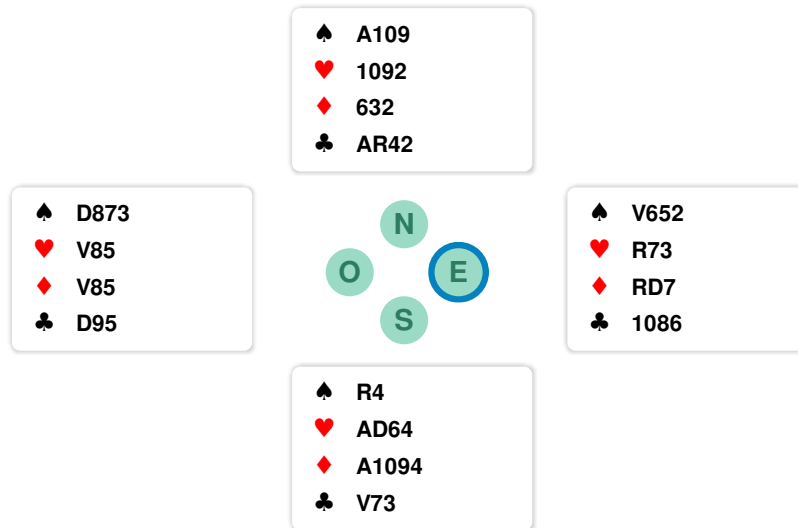 ♠ A109
♥ 1092
♦ 632
♣ AR42
♠ D873
♥ V85
♦ V85
♣ D95
N
O E
S
♠ V652
♥ R73
♦ RD7
♣ 1086
♠ R4
♥ AD64
♦ A1094
♣ V73